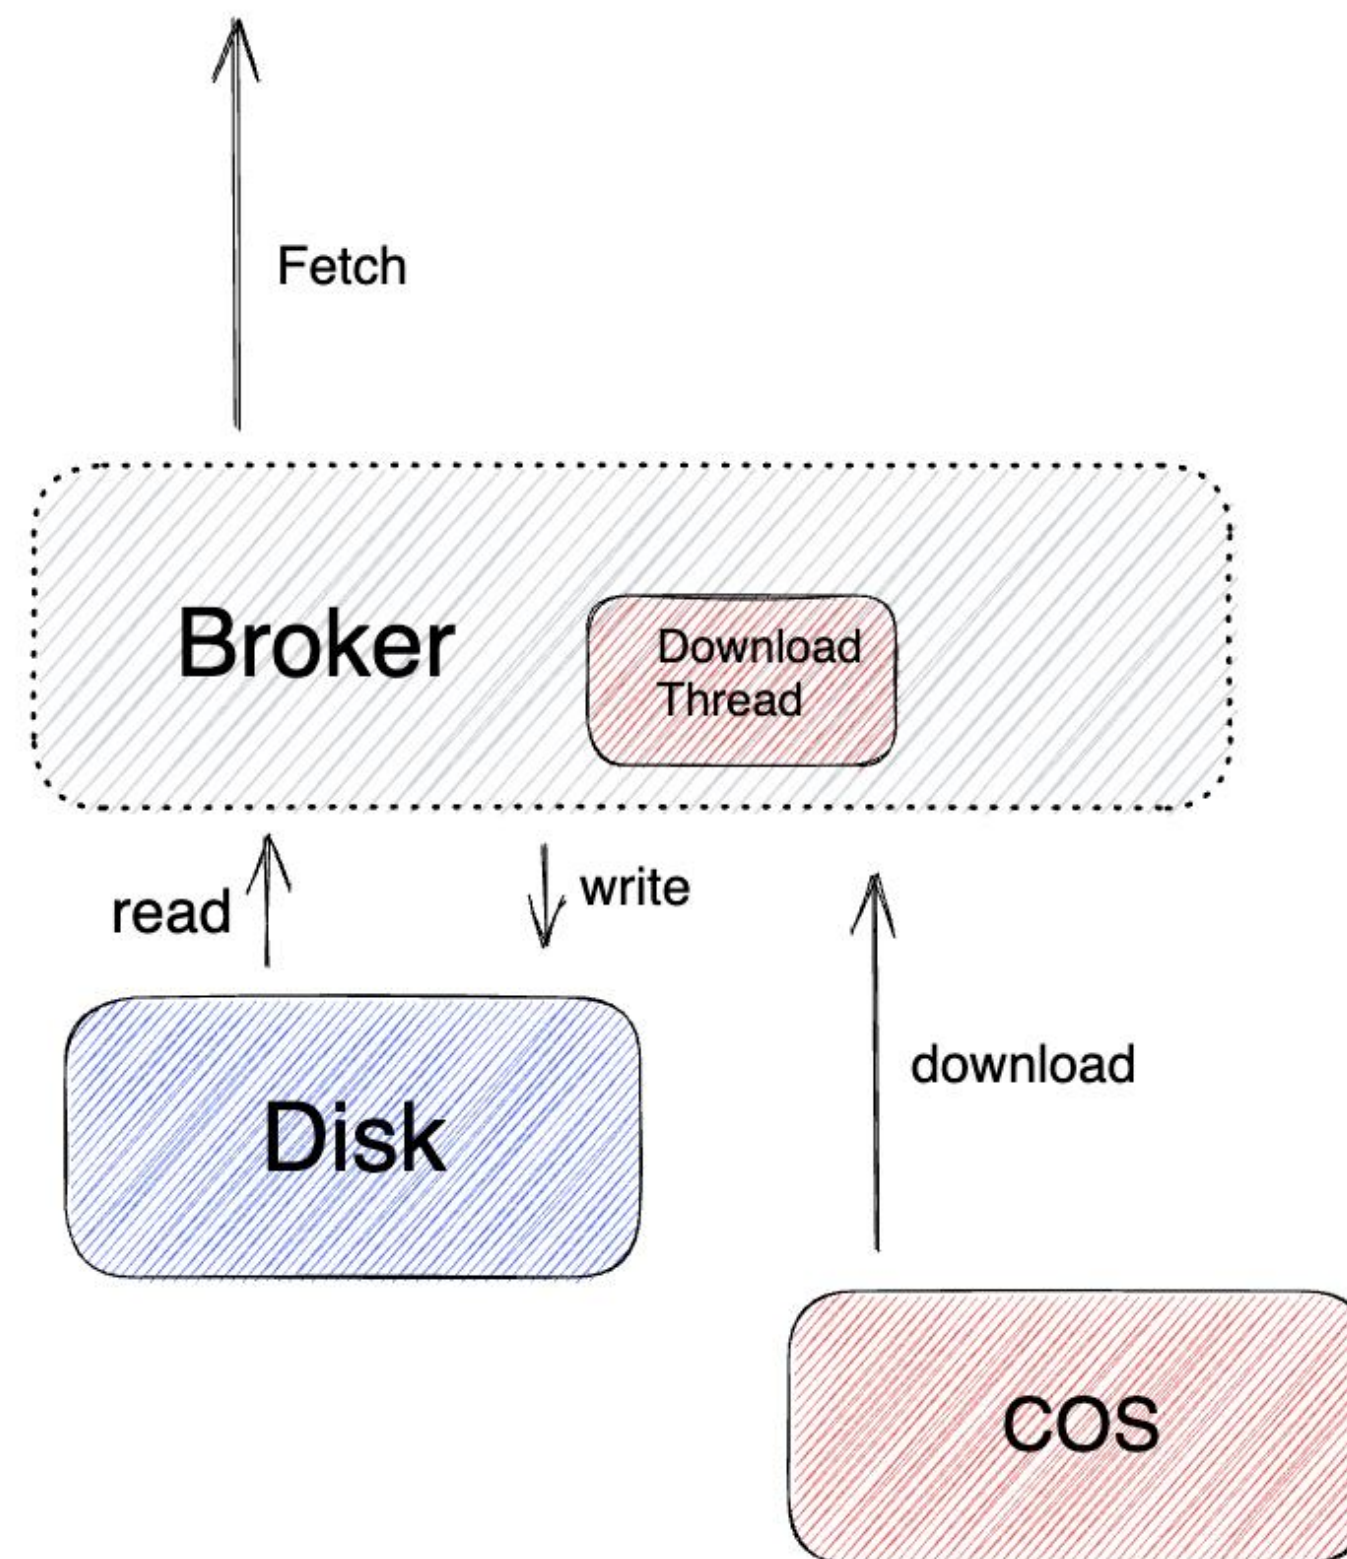 Fetch
Broker
Download
Thread
read
write
Disk
download
COS